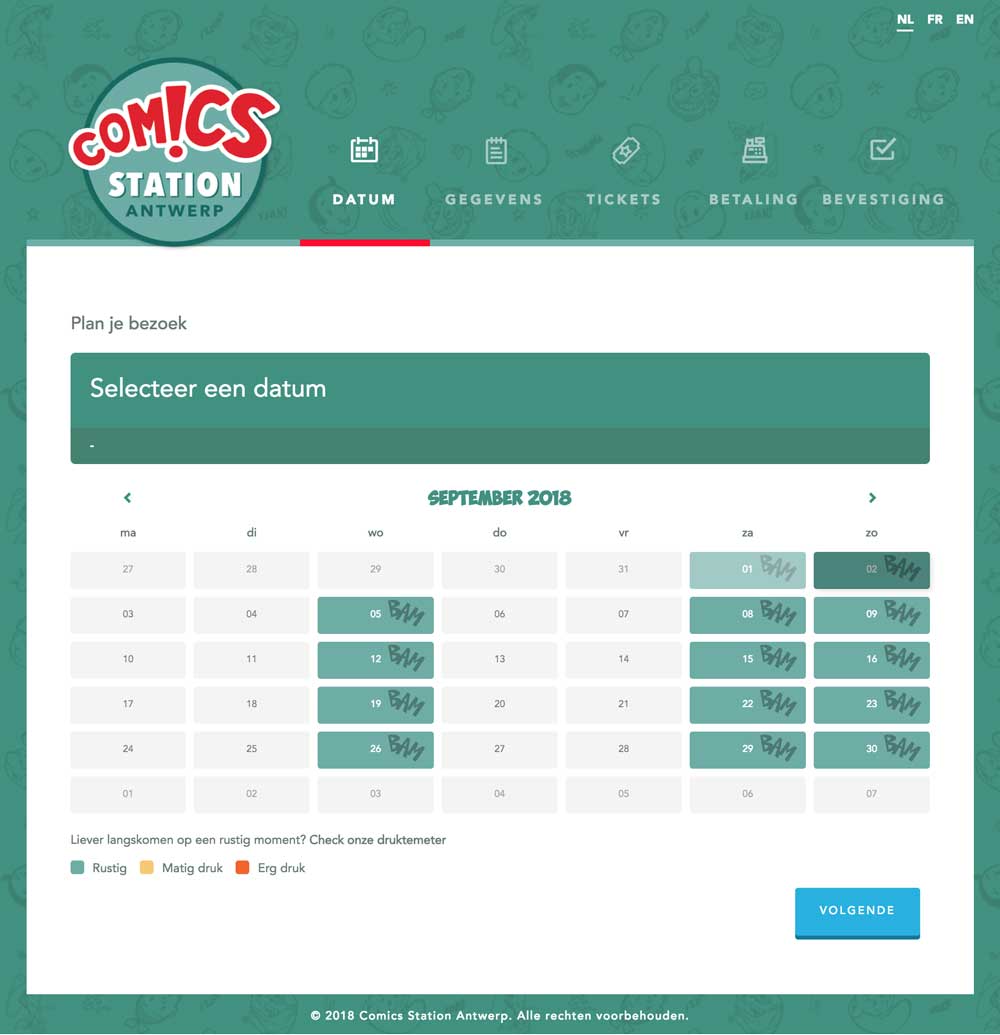 NL FR EN
COMICS
STATION
ANTWERP
DATUM GEGEVENS TICKETS BETALING BEVESTIGING
Plan je bezoek
Selecteer een datum
-
SEPTEMBER 2018
ma di wo do vr za zo
27 28 29 30 31 01 BAM 02 BAM
03 04 05 BAM 06 07 08 BAM 09 BAM
10 11 12 BAM 13 14 15 BAM 16 BAM
17 18 19 BAM 20 21 22 BAM 23 BAM
24 25 26 BAM 27 28 29 BAM 30 BAM
01 02 03 04 05 06 07
Liever langskomen op een rustig moment? Check onze druktemeter
Rustig Matig druk Erg druk
VOLGENDE
© 2018 Comics Station Antwerp. Alle rechten voorbehouden.